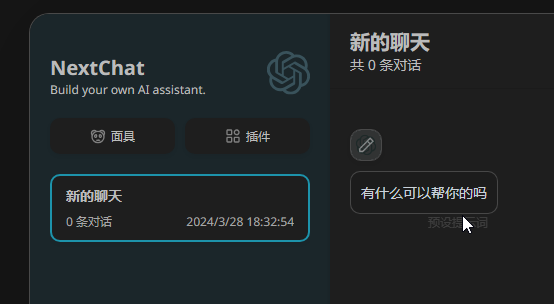 NextChat
Build your own AI assistant.
面具
插件
新的聊天
0 条对话
2024/3/28 18:32:54
新的聊天
共 0 条对话
有什么可以帮你的吗
预设提示词